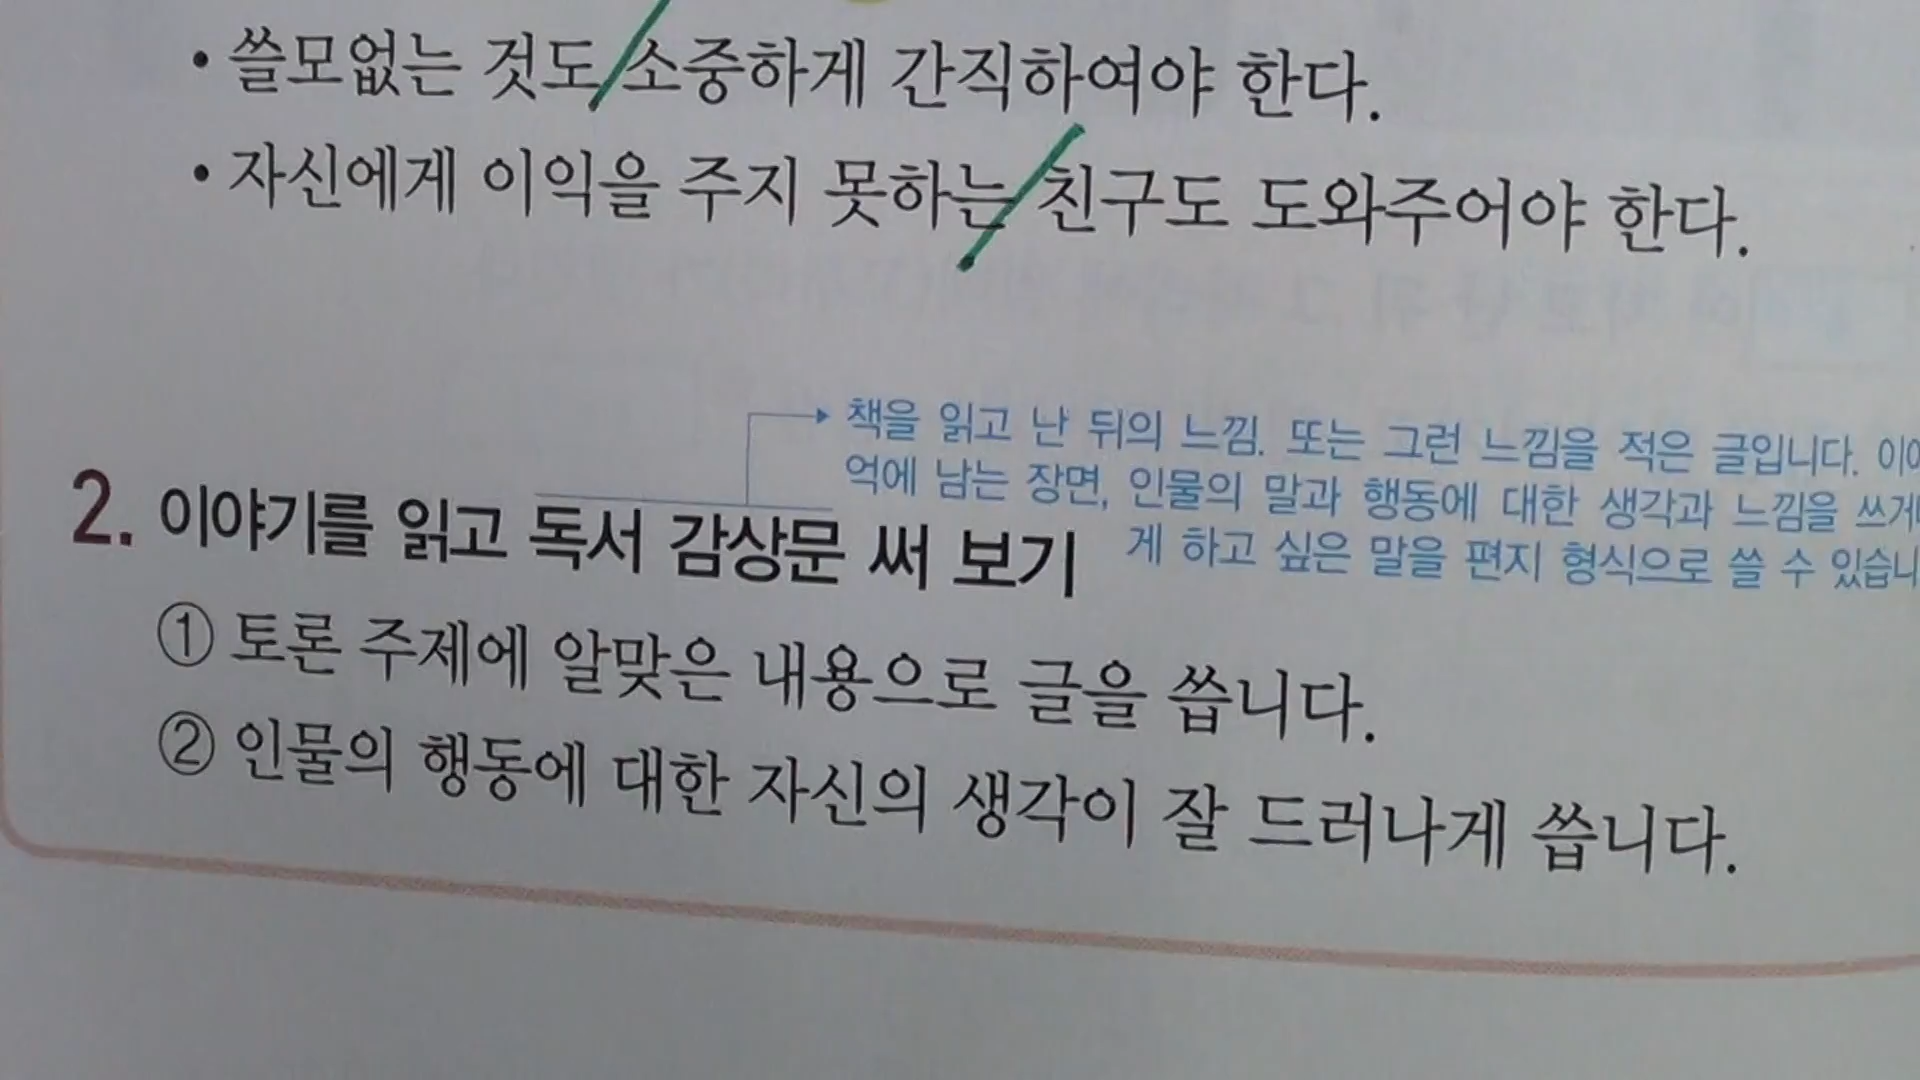 • 쓸모없는 것도 소중하게 간직하여야 한다.
• 자신에게 이익을 주지 못하는 친구도 도와주어야 한다.
책을 읽고 난 뒤의 느낌. 또는 그런 느낌을 적은 글입니다.
억에 남는 장면, 인물의 말과 행동에 대한 생각과 느낌을 쓰게
게 하고 싶은 말을 편지 형식으로 쓸 수 있습니
2. 이야기를 읽고 독서 감상문 써 보기
① 토론 주제에 알맞은 내용으로 글을 씁니다.
② 인물의 행동에 대한 자신의 생각이 잘 드러나게 씁니다.